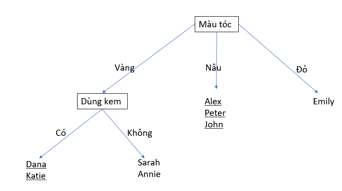 Màu tóc
Vàng
Nâu
Đỏ
Dùng kem
Alex
Peter
John
Emily
Có
Không
Dana
Katie
Sarah
Annie